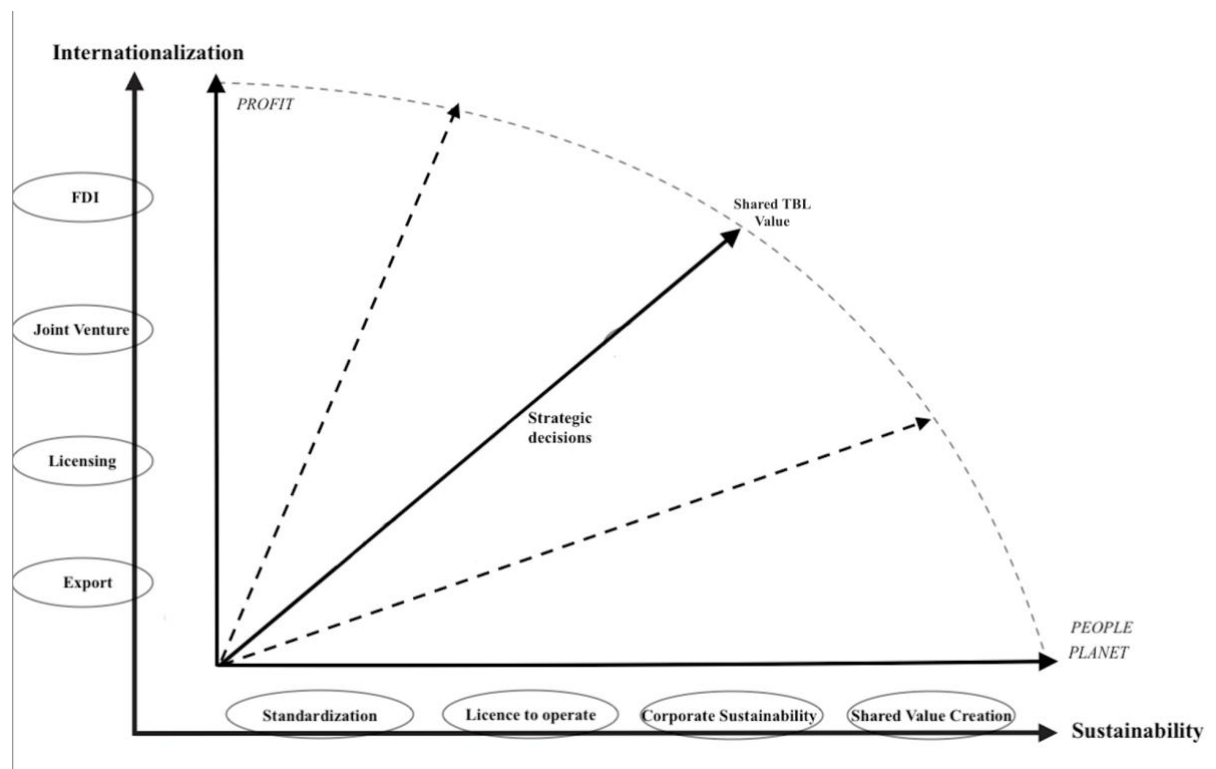 Internationalization
PROFIT
FDI
Shared TBL
Value
Joint Venture
Strategic
decisions
Licensing
Export
PEOPLE
PLANET
Standardization
Licence to operate
Corporate Sustainability
Shared Value Creation
Sustainability